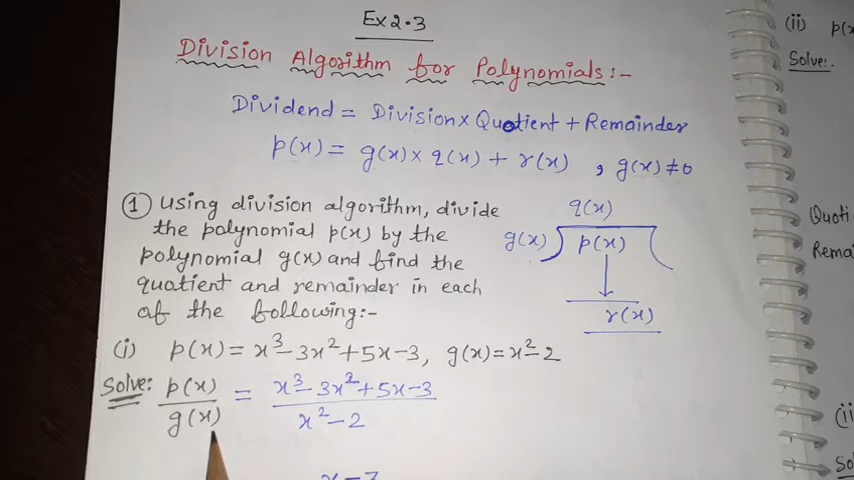 Ex 2.3
Division Algorithm for Polynomials:-
Dividend = Division × Quotient + Remainder
p(x) = g(x) × q(x) + r(x) , g(x) ≠ 0
① Using division algorithm, divide
the polynomial p(x) by the
polynomial g(x) and find the
quotient and remainder in each
of the following:-
q(x)
g(x) ) p(x)
r(x)
(i) p(x) = x³ - 3x² + 5x - 3, g(x) = x² - 2
Solve: p(x) / g(x) = x³ - 3x² + 5x - 3 / x² - 2
(ii) p(x
Solve:.
Quoti
Rema